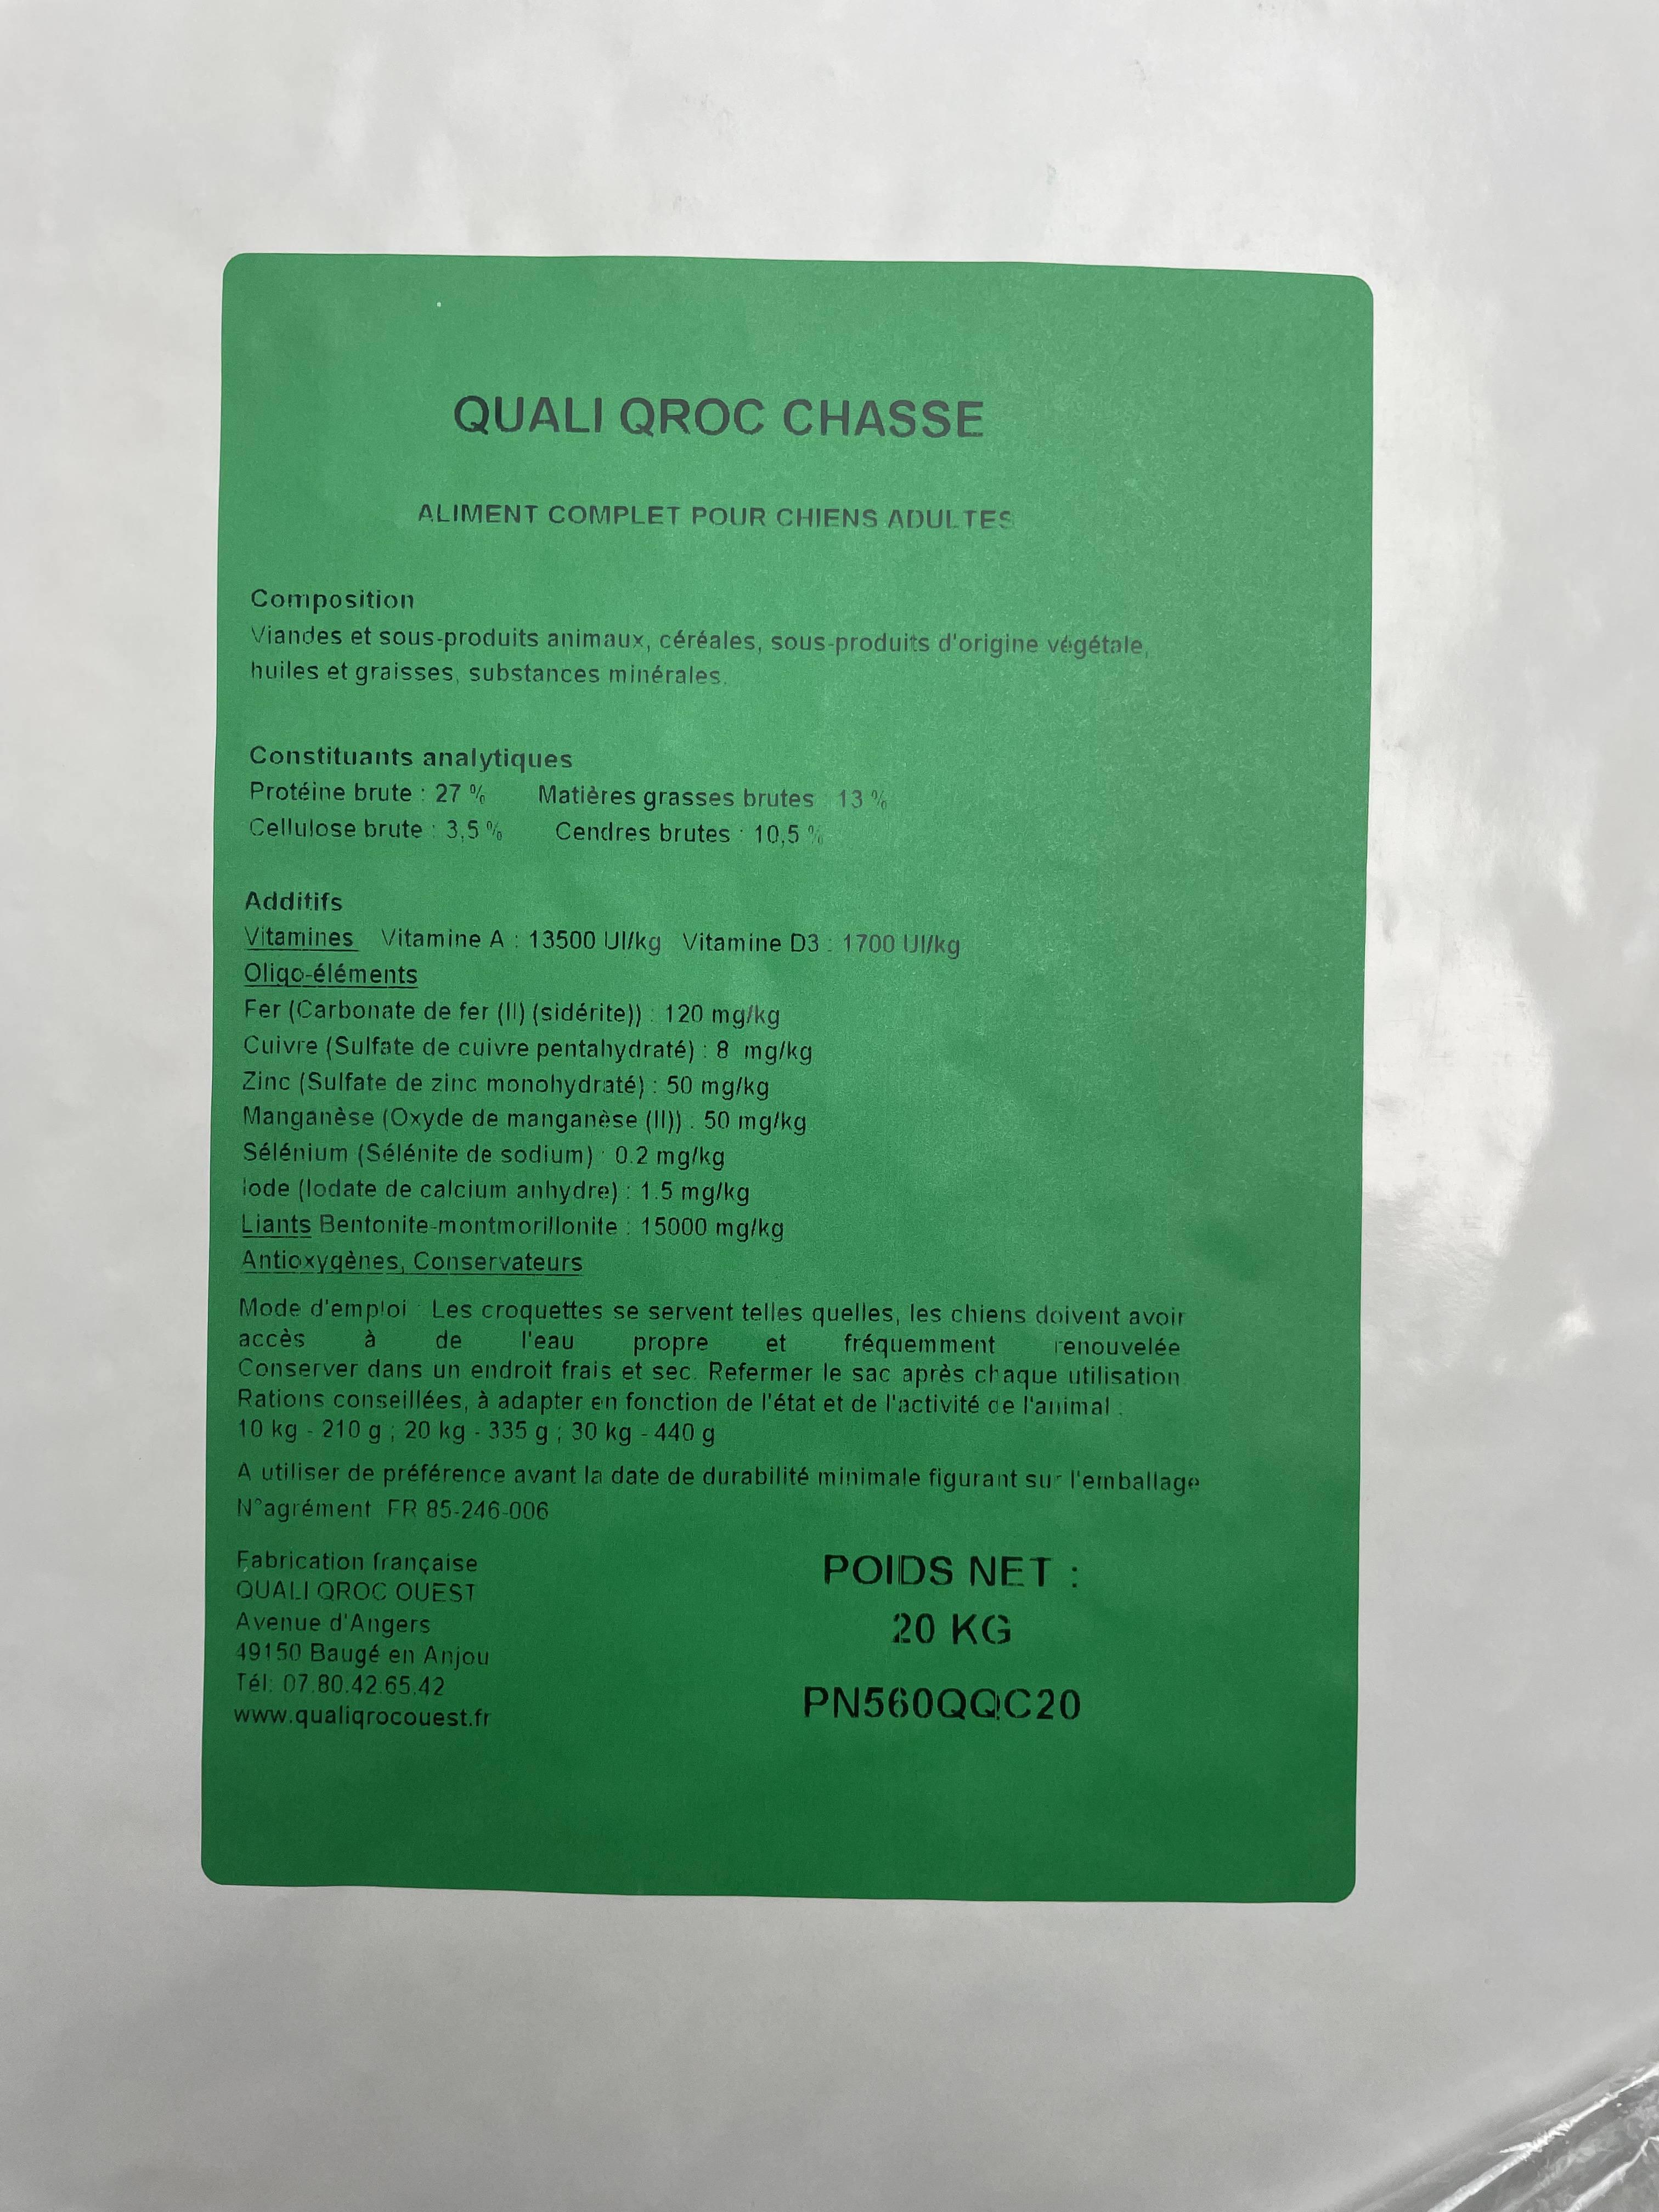 QUALI QROC CHASSE
ALIMENT COMPLET POUR CHIENS ADULTES
Composition
Viandes et sous-produits animaux, céréales, sous-produits d'origine végétale,
huiles et graisses, substances minérales.
Constituants analytiques
Protéine brute : 27 % Matières grasses brutes : 13 %
Cellulose brute : 3,5 % Cendres brutes : 10,5 %
Additifs
Vitamines Vitamine A : 13500 UI/kg Vitamine D3 : 1700 UI/kg
Oligo-éléments
Fer (Carbonate de fer (II) (sidérite)) : 120 mg/kg
Cuivre (Sulfate de cuivre pentahydraté) : 8 mg/kg
Zinc (Sulfate de zinc monohydraté) : 50 mg/kg
Manganèse (Oxyde de manganèse (II)) : 50 mg/kg
Sélénium (Sélénite de sodium) : 0.2 mg/kg
Iode (Iodate de calcium anhydre) : 1.5 mg/kg
Liants Bentonite-montmorillonite : 15000 mg/kg
Antioxygènes, Conservateurs
Mode d'emploi : Les croquettes se servent telles quelles, les chiens doivent avoir
accès à de l'eau propre et fréquemment renouvelée
Conserver dans un endroit frais et sec. Refermer le sac après chaque utilisation.
Rations conseillées, à adapter en fonction de l'état et de l'activité de l'animal :
10 kg - 210 g ; 20 kg - 335 g ; 30 kg - 440 g
A utiliser de préférence avant la date de durabilité minimale figurant sur l'emballage
N°agrément FR 85-246-006
Fabrication française
QUALI QROC OUEST
Avenue d'Angers
49150 Baugé en Anjou
Tél: 07.80.42.65.42
www.qualiqrocouest.fr
POIDS NET :
20 KG
PN560QQC20